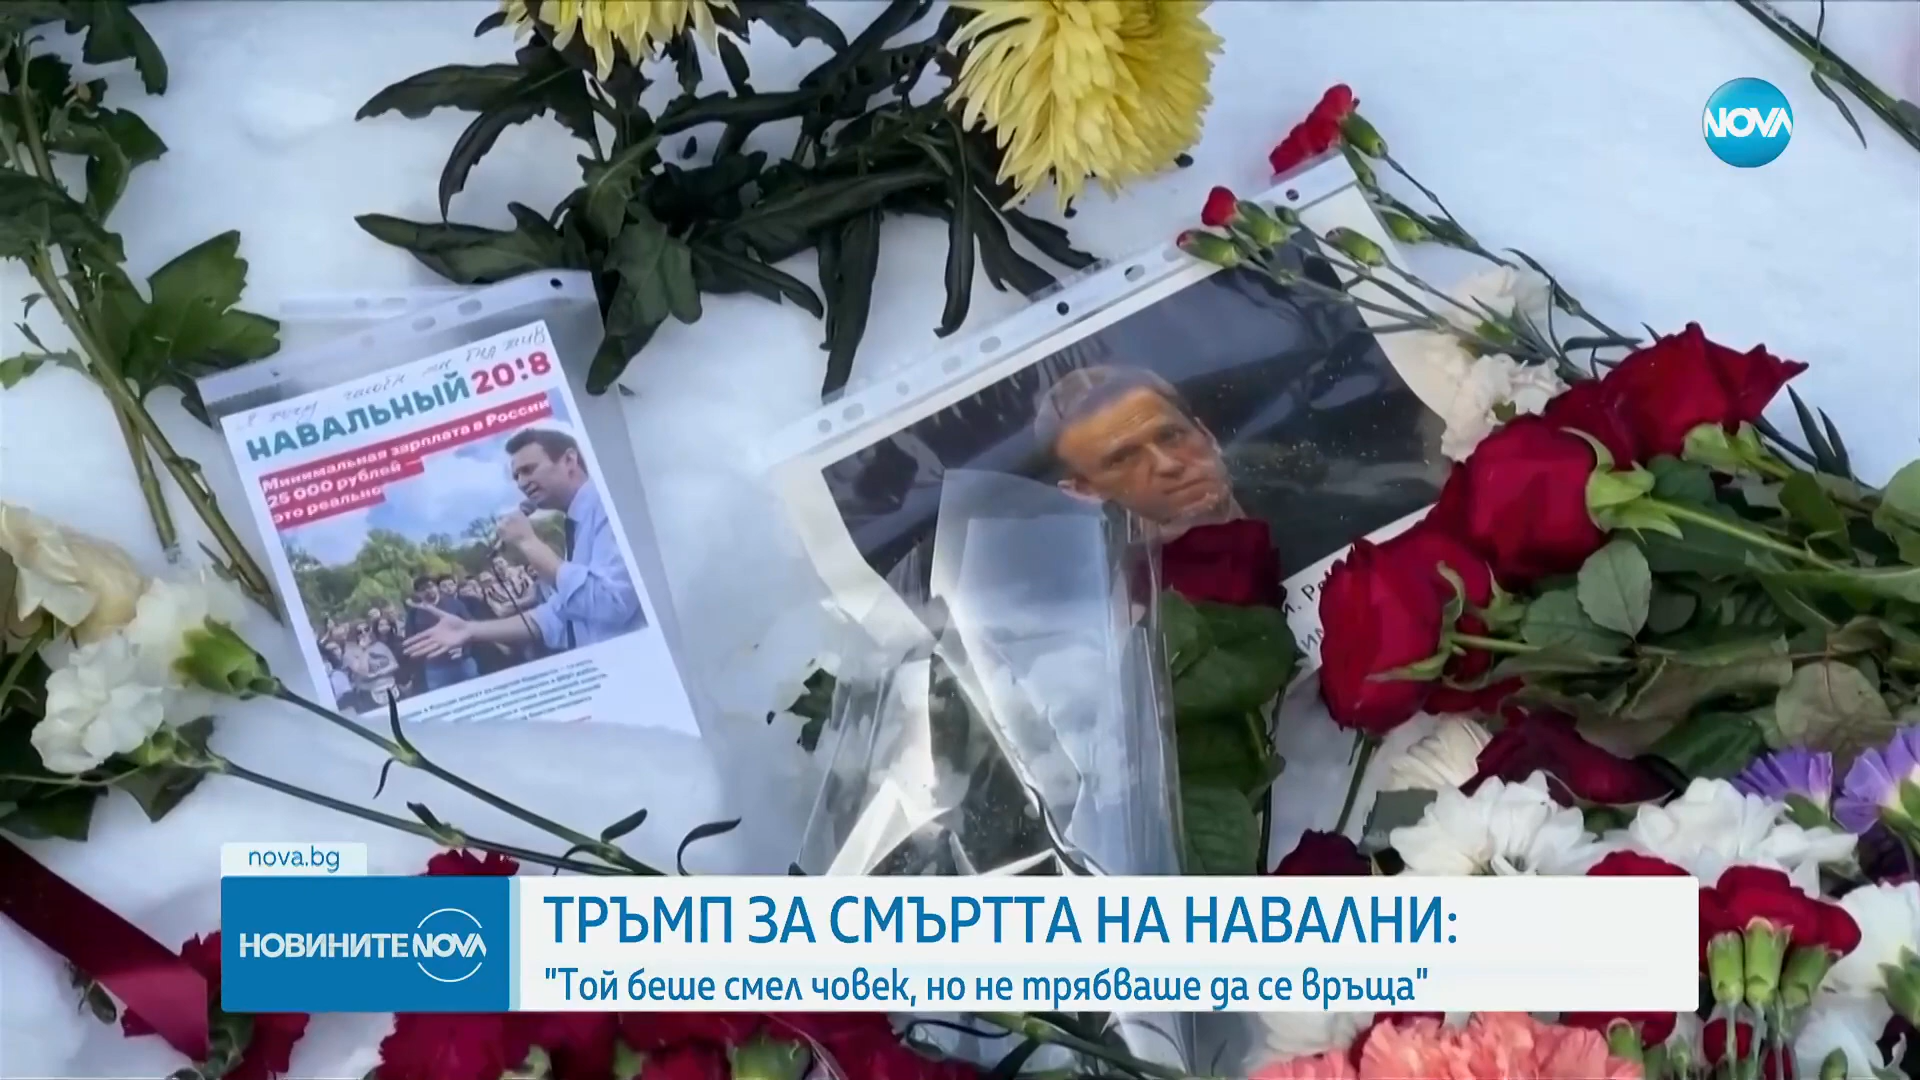 NOVA
НАВАЛЬНЫЙ 20!8
Минимальная зарплата в России
25 000 рублей —
это реально
nova.bg
НОВИНИТЕ NOVA
ТРЪМП ЗА СМЪРТТА НА НАВАЛНИ:
"Той беше смел човек, но не трябваше да се връща"